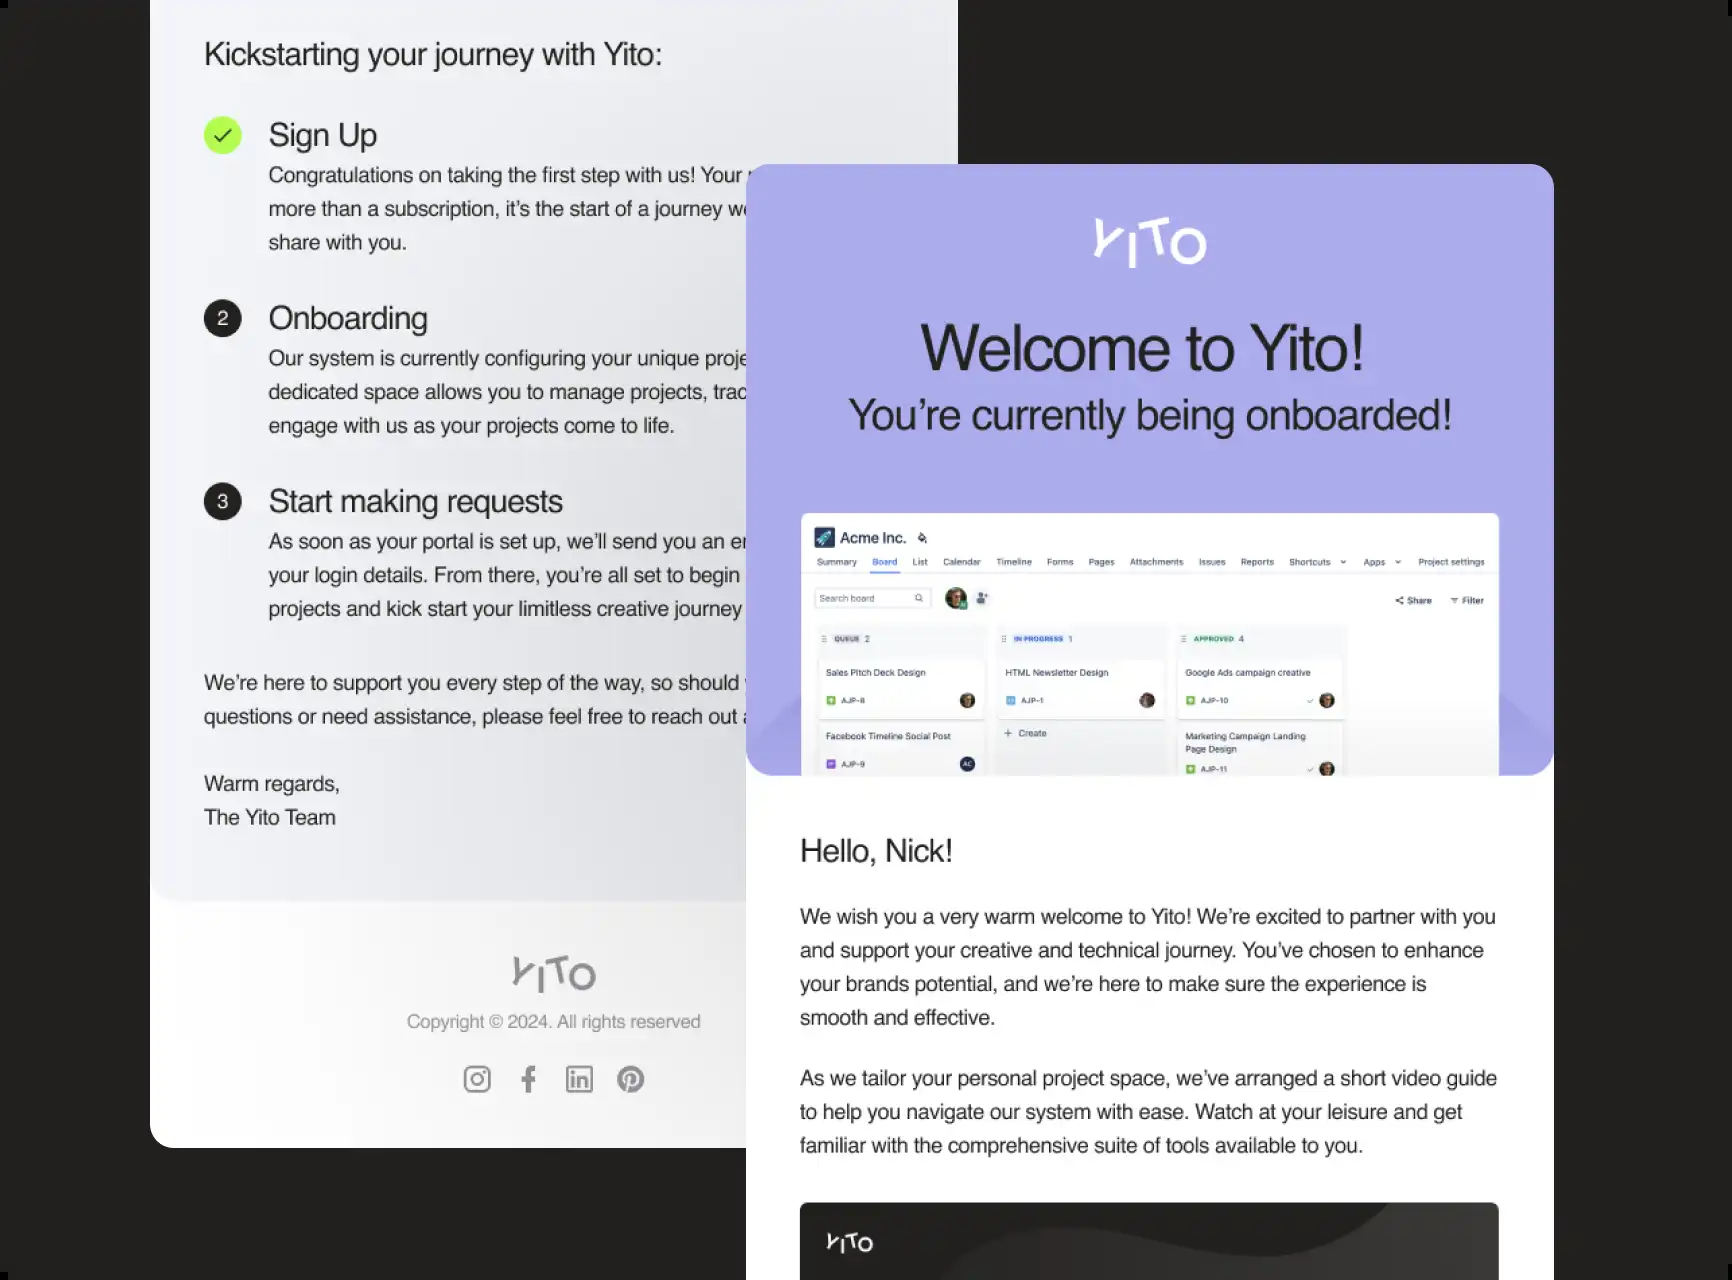 Kickstarting your journey with Yito:
Sign Up
Congratulations on taking the first step with us! Your
more than a subscription, it’s the start of a journey
share with you.
2
Onboarding
Our system is currently configuring your unique
dedicated space allows you to manage projects,
engage with us as your projects come to life.
3
Start making requests
As soon as your portal is set up, we’ll send you an
your login details. From there, you’re all set to begin
projects and kick start your limitless creative journey
We’re here to support you every step of the way, so should
questions or need assistance, please feel free to reach out
Warm regards,
The Yito Team
YITO
Copyright © 2024. All rights reserved
YITO
Welcome to Yito!
You’re currently being onboarded!
Acme Inc.
Summary Board List Calendar Timeline Forms Pages Attachments Issues Reports Shortcuts Apps Project settings
Search board
Share Filter
QUEUE 2
Sales Pitch Deck Design
AJP-8
Facebook Timeline Social Post
AJP-9
AC
IN PROGRESS 1
HTML Newsletter Design
AJP-1
+ Create
APPROVED 4
Google Ads campaign creative
AJP-10
Marketing Campaign Landing
Page Design
AJP-11
Hello, Nick!
We wish you a very warm welcome to Yito! We’re excited to partner with you
and support your creative and technical journey. You’ve chosen to enhance
your brands potential, and we’re here to make sure the experience is
smooth and effective.
As we tailor your personal project space, we’ve arranged a short video guide
to help you navigate our system with ease. Watch at your leisure and get
familiar with the comprehensive suite of tools available to you.
YITO